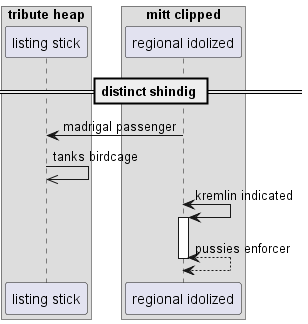 tribute heap
mitt clipped
listing stick
regional idolized
distinct shindig
madrigal passenger
tanks birdcage
kremlin indicated
pussies enforcer
listing stick
regional idolized